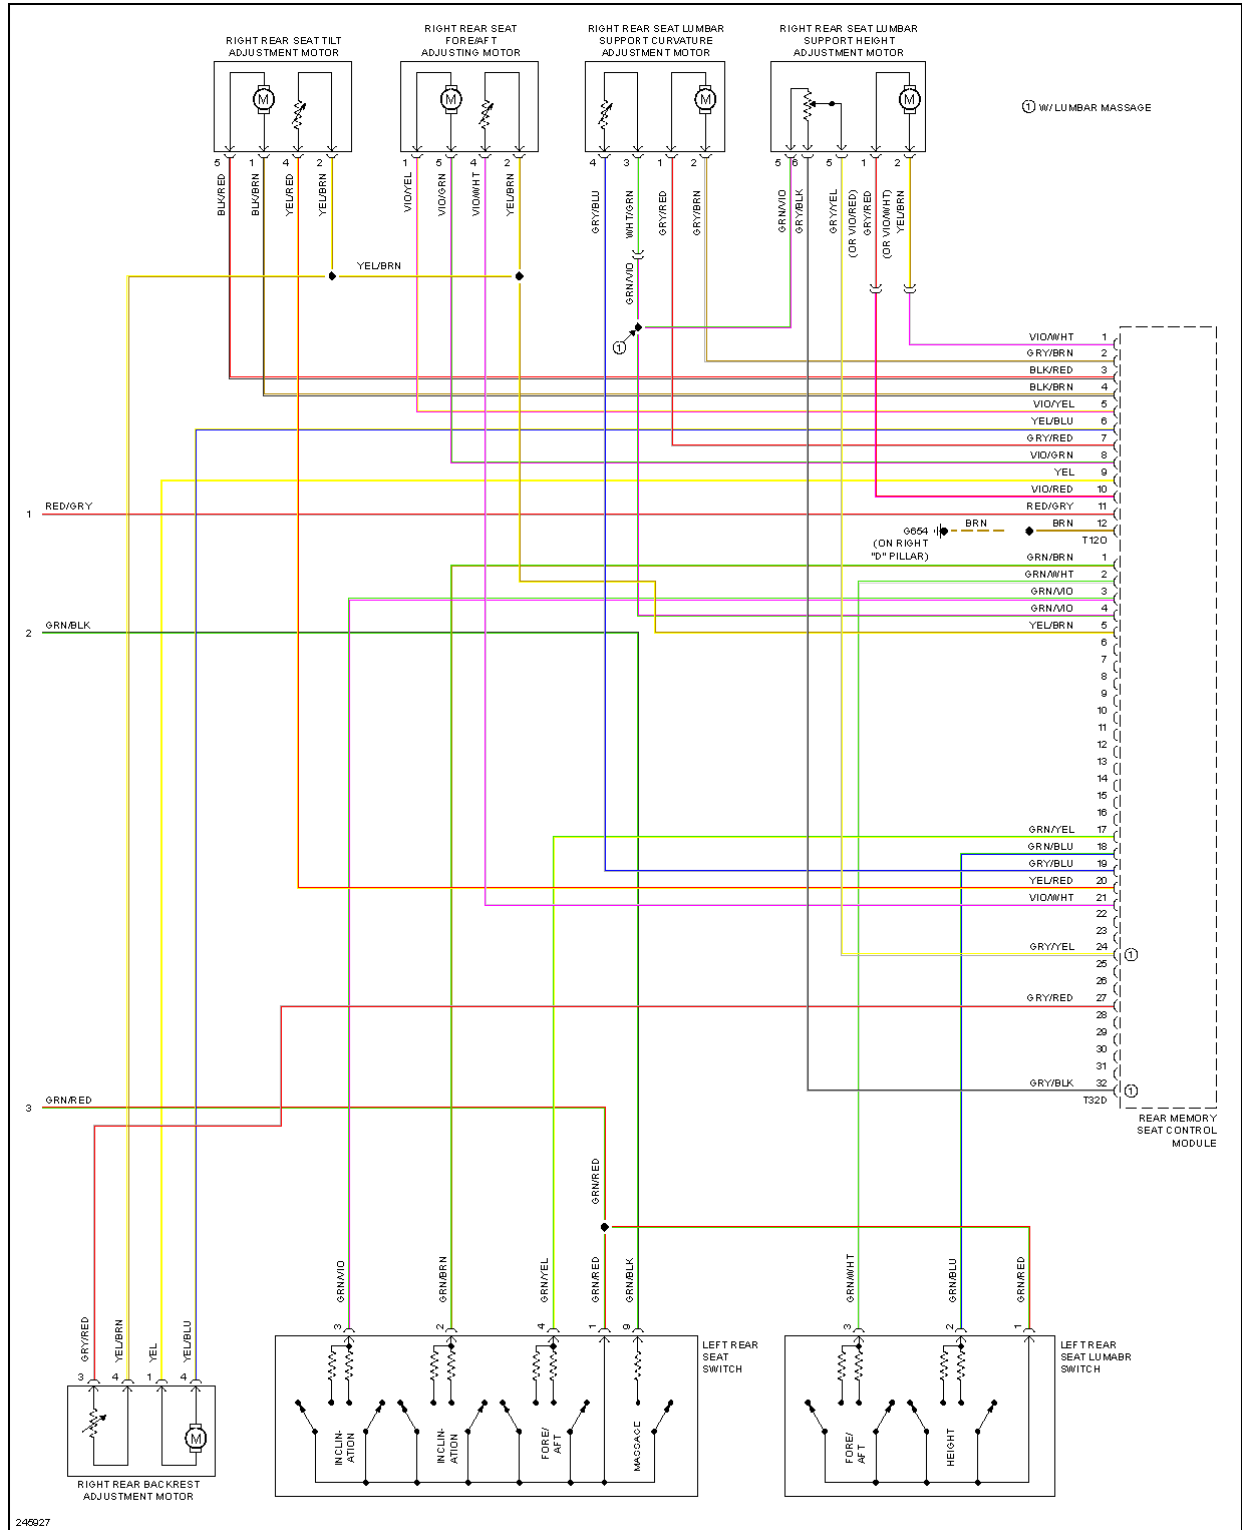 RIGHT REAR SEAT TILT
ADJUSTMENT MOTOR
RIGHT REAR SEAT
FORE/AFT
ADJUSTING MOTOR
RIGHT REAR SEAT LUMBAR
SUPPORT CURVATURE
ADJUSTMENT MOTOR
RIGHT REAR SEAT LUMBAR
SUPPORT HEIGHT
ADJUSTMENT MOTOR
1 W/ LUMBAR MASSAGE
M
M
M
M
5 1 4 2
1 5 4 2
4 3 1 2
5 6 5 1 2
BLK/RED
BLK/BRN
YEL/RED
YEL/BRN
VIO/YEL
VIO/GRN
VIO/WHT
YEL/BRN
GRY/BLU
WHT/GRN
GRY/RED
GRY/BRN
GRN/VIO
GRY/BLK
GRY/YEL
(OR VIO/RED)
GRY/RED
(OR VIO/WHT)
YEL/BRN
YEL/BRN
GRN/VIO
1
VIO/WHT 1
GRY/BRN 2
BLK/RED 3
BLK/BRN 4
VIO/YEL 5
YEL/BLU 6
GRY/RED 7
VIO/GRN 8
YEL 9
VIO/RED 10
1 RED/GRY
RED/GRY 11
G654
(ON RIGHT
"D" PILLAR)
BRN
BRN 12
T12O
GRN/BRN 1
GRN/WHT 2
GRN/VIO 3
GRN/VIO 4
YEL/BRN 5
2 GRN/BLK
6
7
8
9
10
11
12
13
14
15
16
GRN/YEL 17
GRN/BLU 18
GRY/BLU 19
YEL/RED 20
VIO/WHT 21
22
23
GRY/YEL 24 1
25
26
GRY/RED 27
28
29
30
31
GRY/BLK 32 1
T32D
REAR MEMORY
SEAT CONTROL
MODULE
3 GRN/RED
GRN/RED
GRN/VIO
GRN/BRN
GRN/YEL
GRN/RED
GRN/BLK
GRN/WHT
GRN/BLU
GRN/RED
3 2 4 1 9
3 2 1
LEFT REAR
SEAT
SWITCH
LEFT REAR
SEAT LUMABR
SWITCH
GRY/RED
YEL/BRN
YEL
YEL/BLU
3 4 1 4
M
INCLIN-
ATION
INCLIN-
ATION
FORE/
AFT
MASSAGE
FORE/
AFT
HEIGHT
RIGHT REAR BACKREST
ADJUSTMENT MOTOR
245927